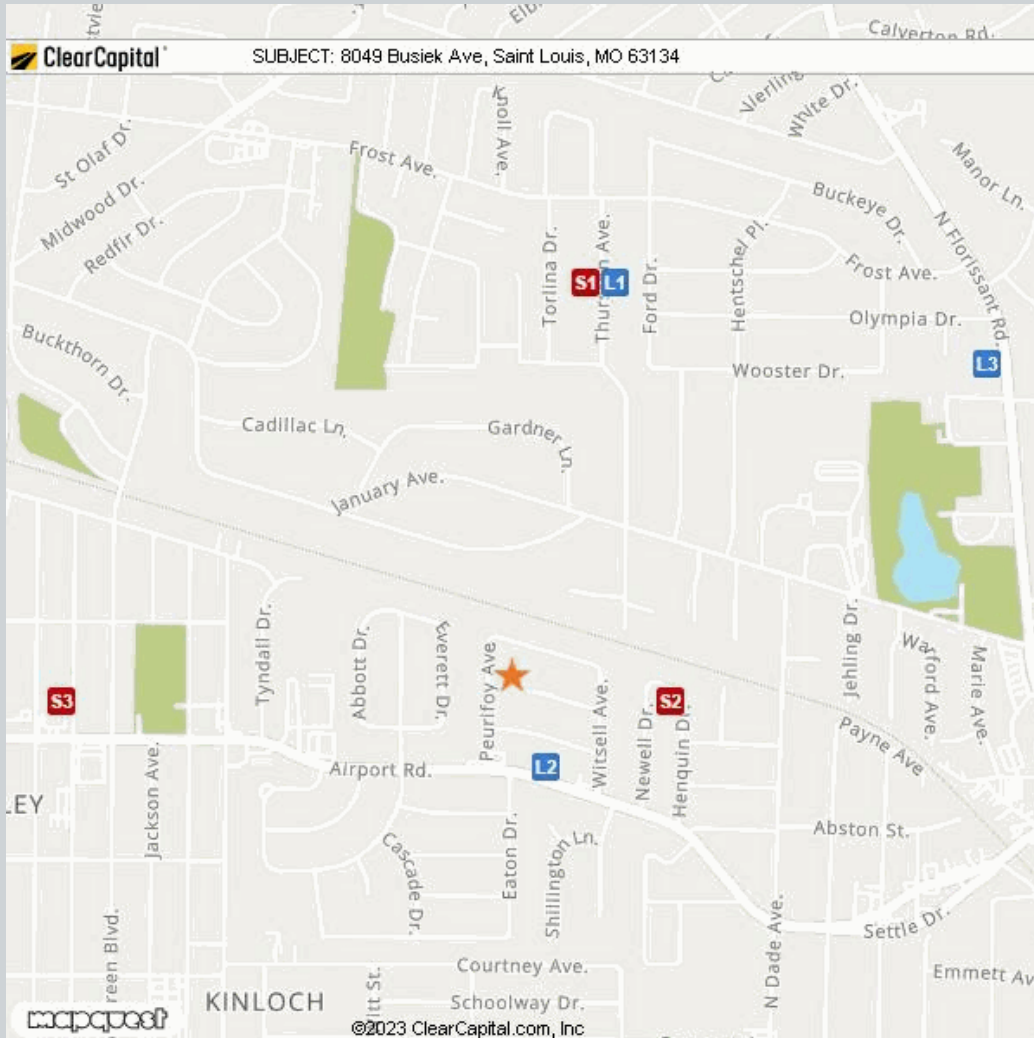 Calverton Rd.
ClearCapital
SUBJECT: 8049 Busiek Ave, Saint Louis, MO 63134
White Dr.
Knoll Ave.
St Olaf Dr.
Frost Ave.
Manor Ln.
Midwood Dr.
Buckeye Dr.
Redfir Dr.
N Florissant Rd.
Torlina Dr.
Ford Dr.
Hentschel Pl.
Frost Ave.
S1
L1
Olympia Dr.
Buckthorn Dr.
L3
Wooster Dr.
Cadillac Ln.
Gardner Ln.
January Ave.
Tyndall Dr.
Abbott Dr.
Everett Dr.
Peurifoy Ave
Jehling Dr.
Warford Ave.
Marie Ave.
S3
S2
Witsell Ave.
Newell Dr.
Henquin Dr.
Payne Ave
Airport Rd.
L2
Jackson Ave.
Abston St.
Cascade Dr.
Eaton Dr.
Shillington Ln.
Settle Dr.
N Dade Ave.
Courtney Ave.
Emmett Av
KINLOCH
Schoolway Dr.
mapquest
©2023 ClearCapital.com, Inc